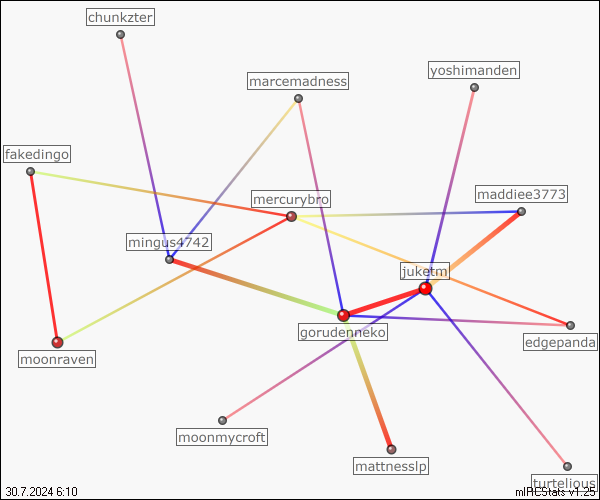 chunkzter
yoshimanden
marcemadness
fakedingo
maddiee3773
mercurybro
mingus4742
juketm
gorudenneko
edgepanda
moonraven
moonmycroft
mattnesslp
turtelious
30.7.2024 6:10
mIRCStats v1.25